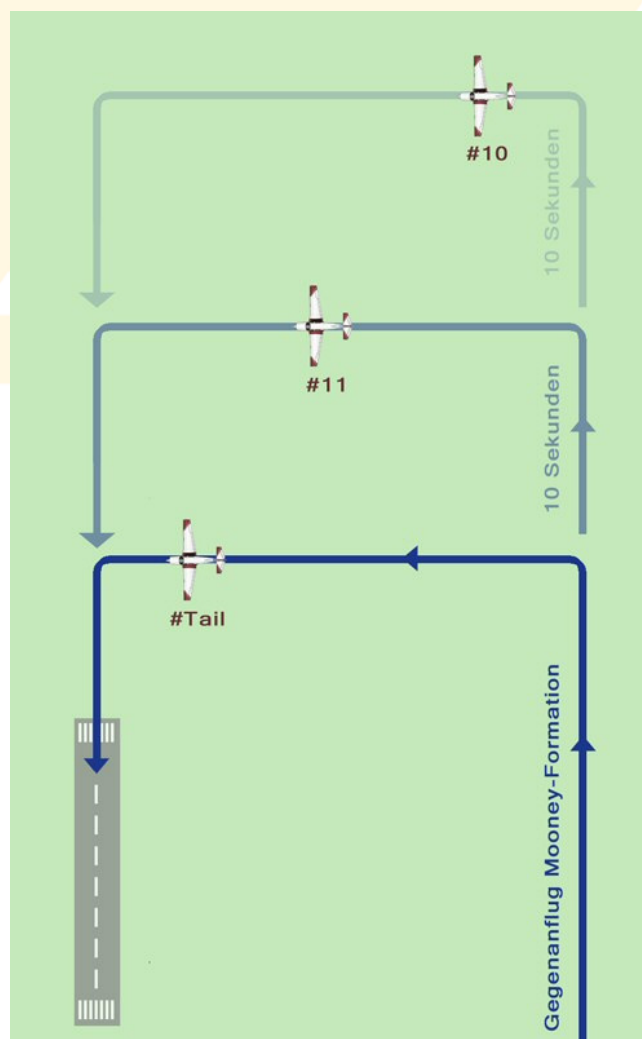 #10
10 Sekunden
#11
10 Sekunden
#Tail
Gegenanflug Mooney-Formation